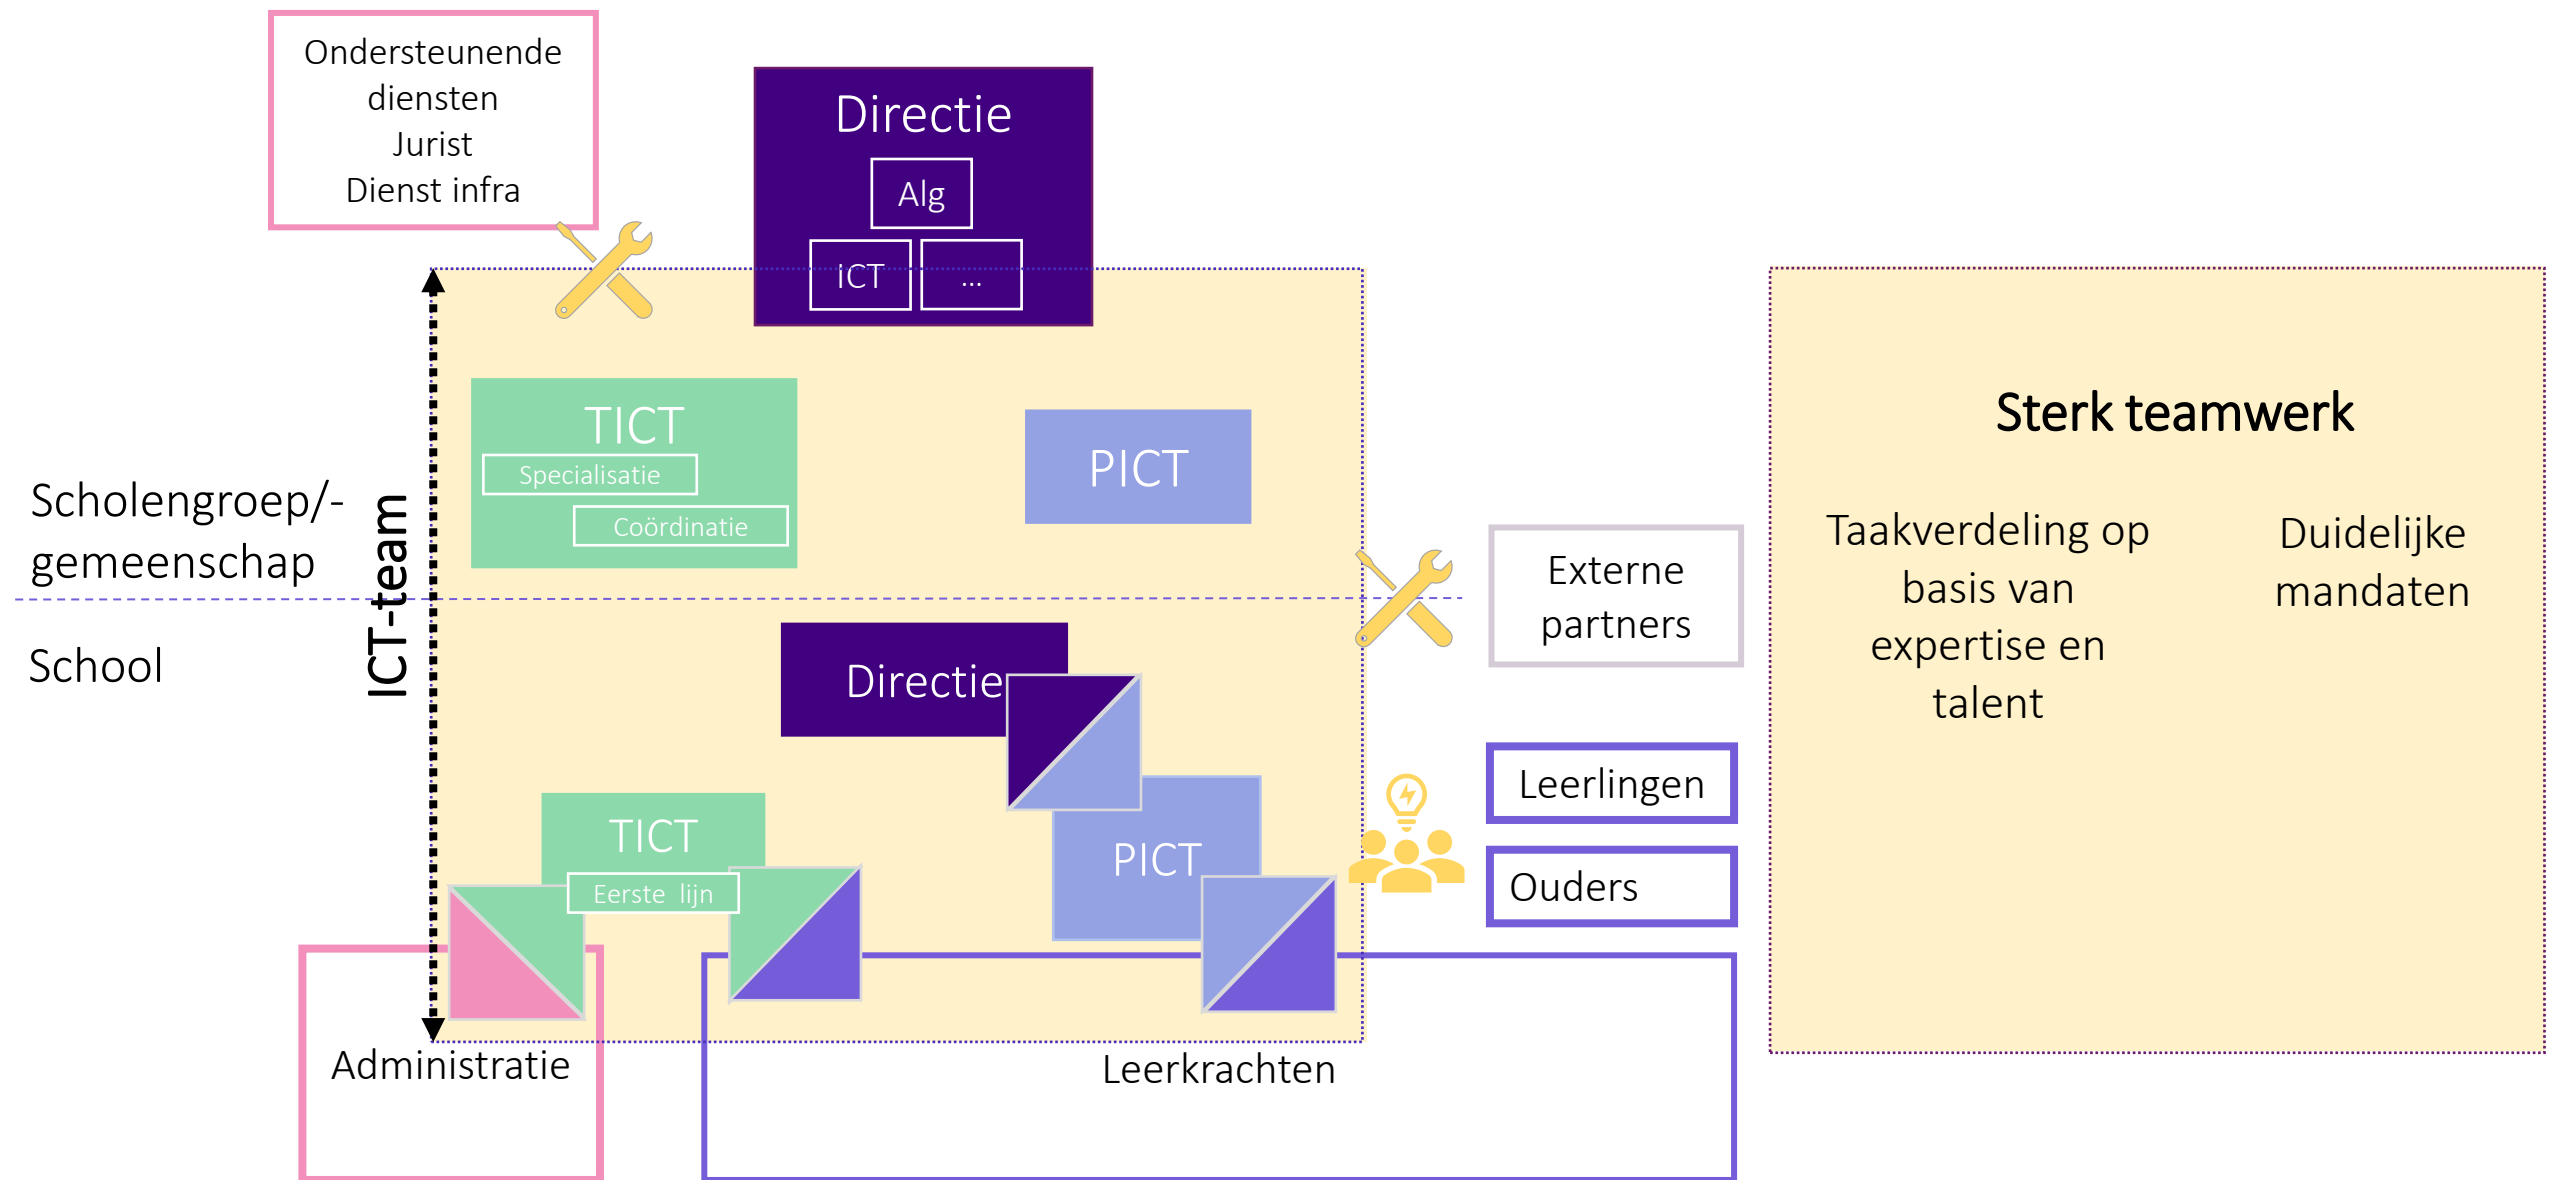 Ondersteunende
diensten
Jurist
Dienst infra
Directie
Alg
ICT
...
TICT
Specialisatie
Coördinatie
PICT
Scholengroep/-
gemeenschap
School
ICT-team
Directie
TICT
Eerste lijn
PICT
Externe
partners
Leerlingen
Ouders
Administratie
Leerkrachten
Sterk teamwerk
Taakverdeling op
basis van
expertise en
talent
Duidelijke
mandaten